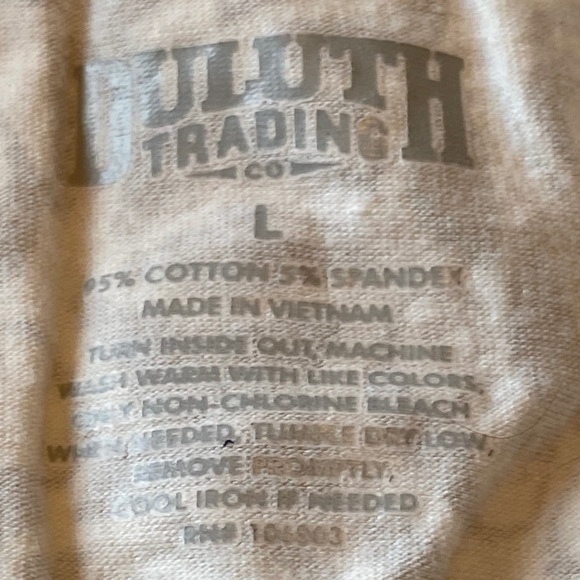 DULUTH
TRADING
CO
L
95% COTTON 5% SPANDEX
MADE IN VIETNAM
TURN INSIDE OUT, MACHINE
WASH WARM WITH LIKE COLORS,
ONLY NON-CHLORINE BLEACH
WHEN NEEDED, TUMBLE DRY LOW,
REMOVE PROMPTLY,
COOL IRON IF NEEDED
RN#